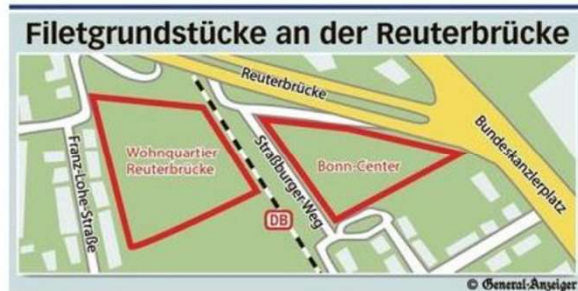 Filetgrundstücke an der Reuterbrücke
Reuterbrücke
Bundeskanzlerplatz
Wohnquartier
Reuterbrücke
Bonn-Center
Straßburger-Weg
Franz-Lohe-Straße
DB
© General-Anzeiger